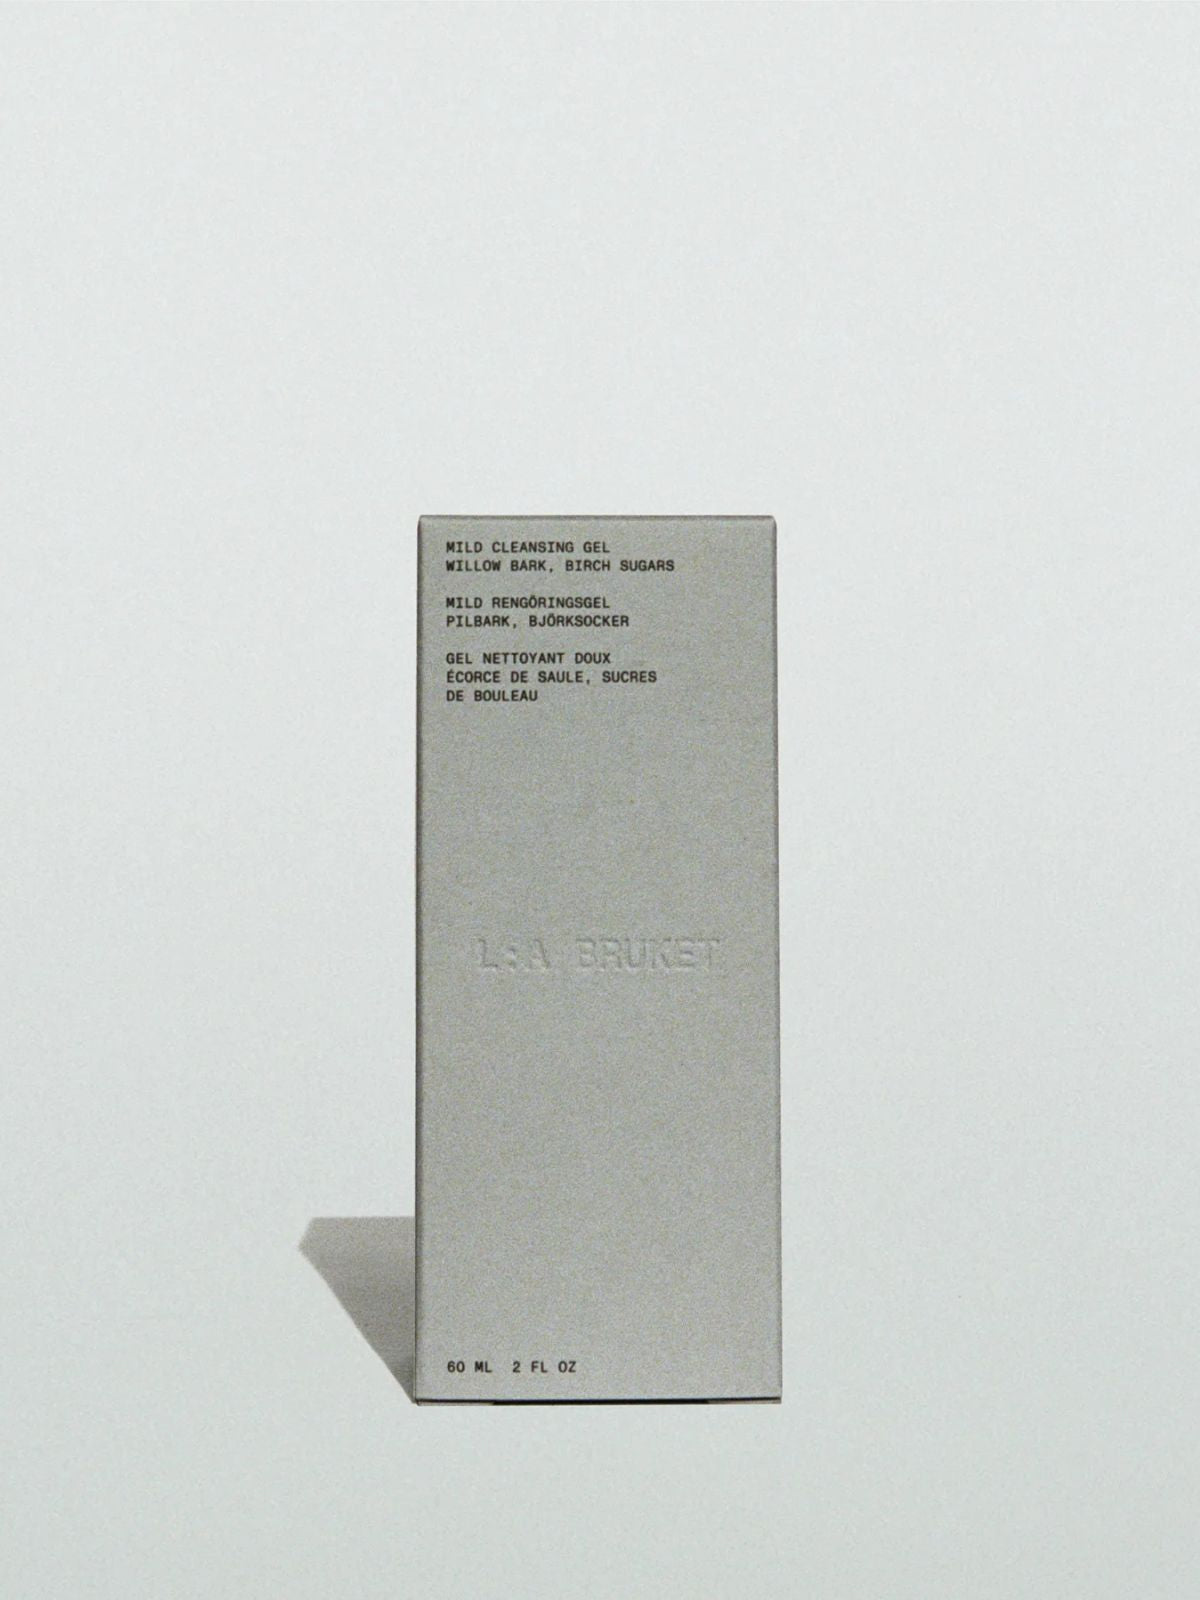 MILD CLEANSING GEL
WILLOW BARK, BIRCH SUGARS
MILD RENGÖRINGSGEL
PILBARK, BJÖRKSOCKER
GEL NETTOYANT DOUX
ÉCORCE DE SAULE, SUCRES
DE BOULEAU
L:A BRUKET
60 ML 2 FL OZ